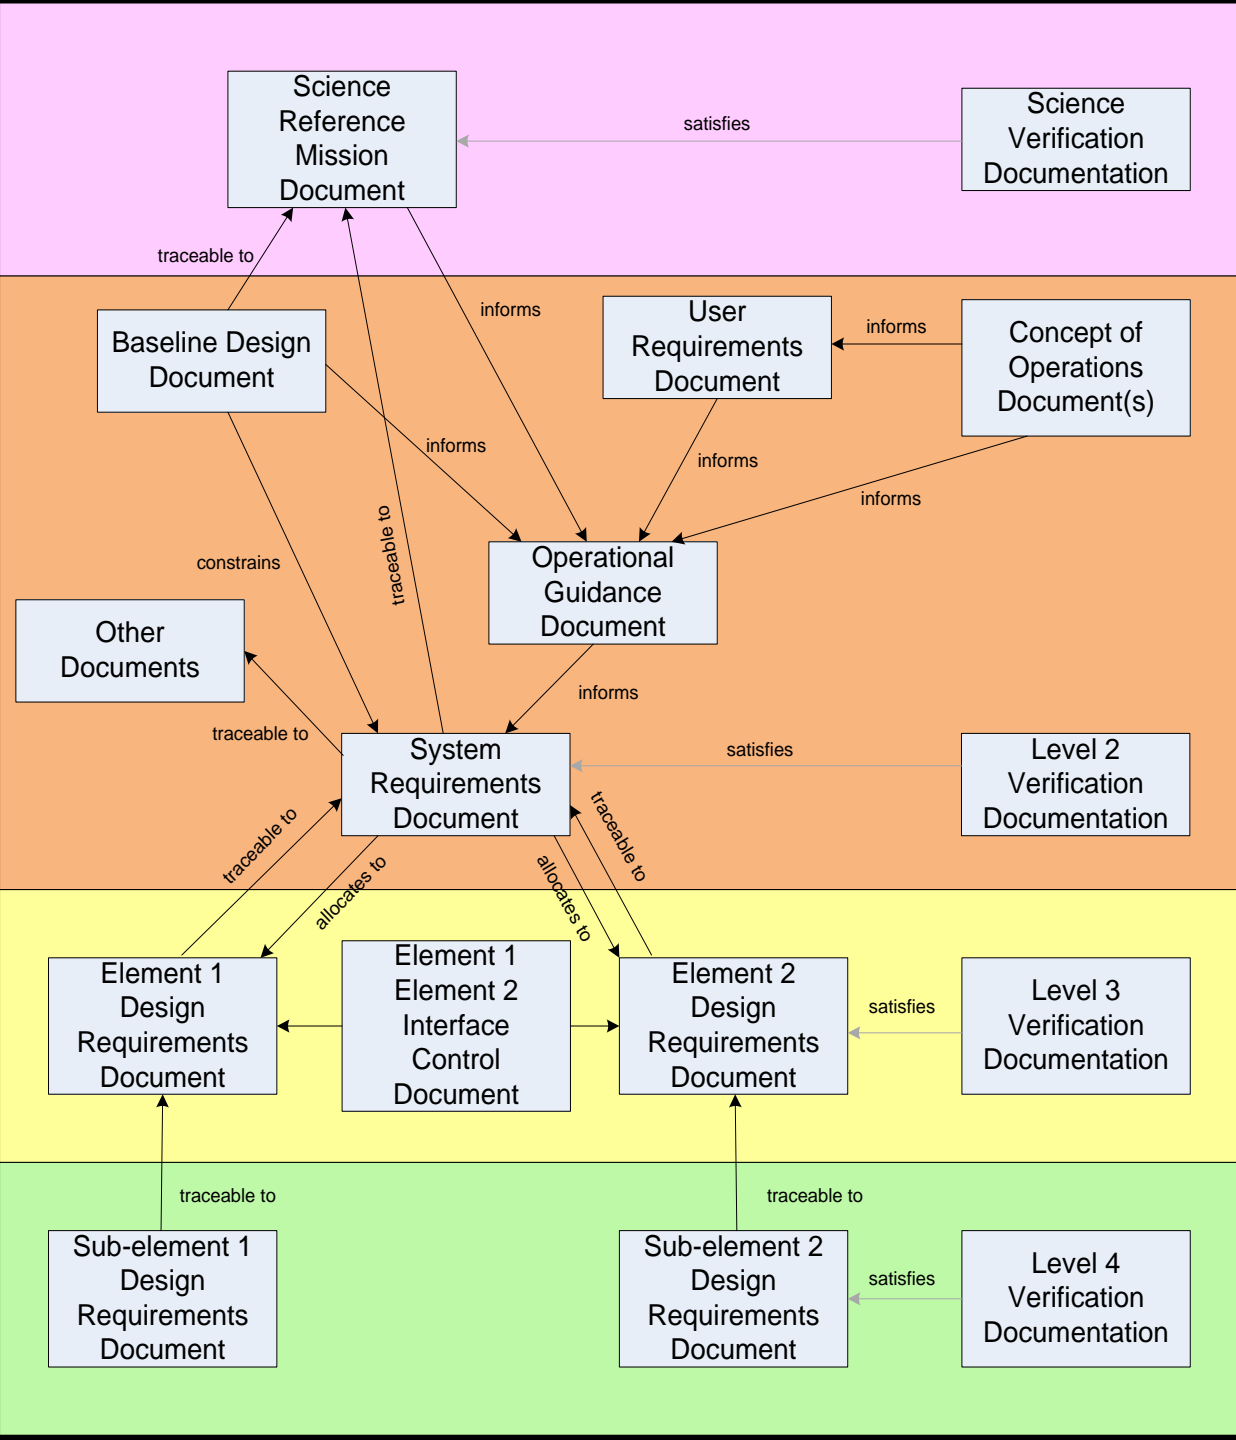 Science
Reference
Mission
Document
satisfies
Science
Verification
Documentation
traceable to
informs
Baseline Design
Document
User
Requirements
Document
informs
Concept of
Operations
Document(s)
informs
informs
informs
traceable to
constrains
Operational
Guidance
Document
Other
Documents
informs
traceable to
System
Requirements
Document
satisfies
Level 2
Verification
Documentation
traceable to
allocates to
allocates to
traceable to
Element 1
Design
Requirements
Document
Element 1
Element 2
Interface
Control
Document
Element 2
Design
Requirements
Document
satisfies
Level 3
Verification
Documentation
traceable to
traceable to
Sub-element 1
Design
Requirements
Document
Sub-element 2
Design
Requirements
Document
satisfies
Level 4
Verification
Documentation